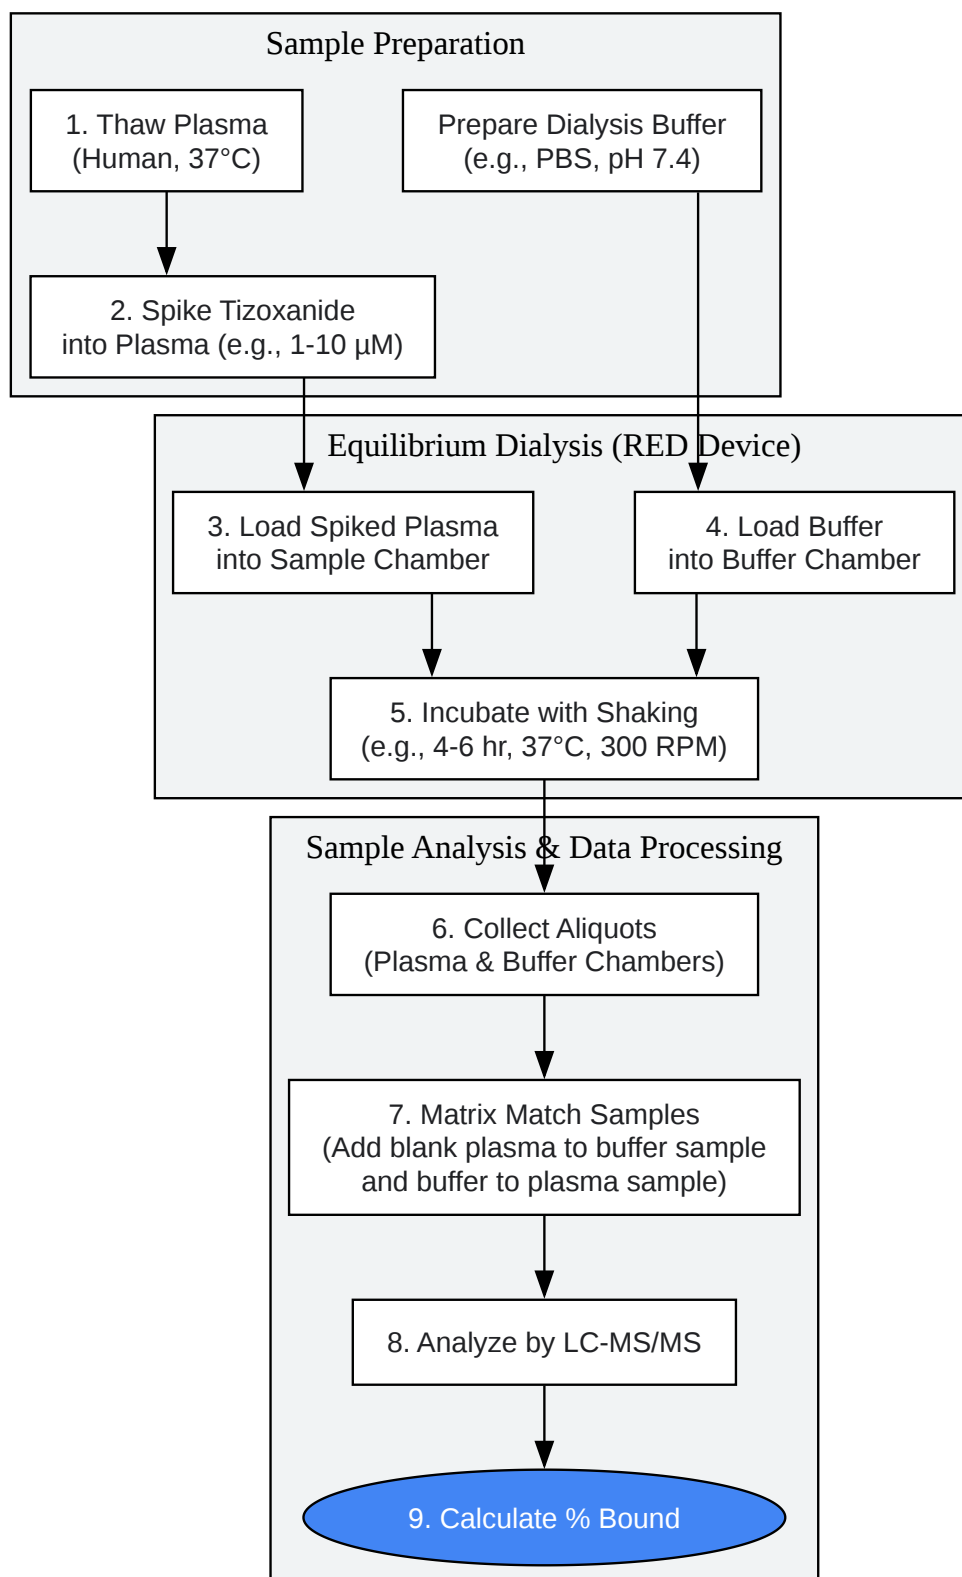 Sample Preparation
1. Thaw Plasma
(Human, 37°C)
Prepare Dialysis Buffer
(e.g., PBS, pH 7.4)
2. Spike Tizoxanide
into Plasma (e.g., 1-10 µM)
Equilibrium Dialysis (RED Device)
3. Load Spiked Plasma
into Sample Chamber
4. Load Buffer
into Buffer Chamber
5. Incubate with Shaking
(e.g., 4-6 hr, 37°C, 300 RPM)
Sample Analysis & Data Processing
6. Collect Aliquots
(Plasma & Buffer Chambers)
7. Matrix Match Samples
(Add blank plasma to buffer sample
and buffer to plasma sample)
8. Analyze by LC-MS/MS
9. Calculate % Bound